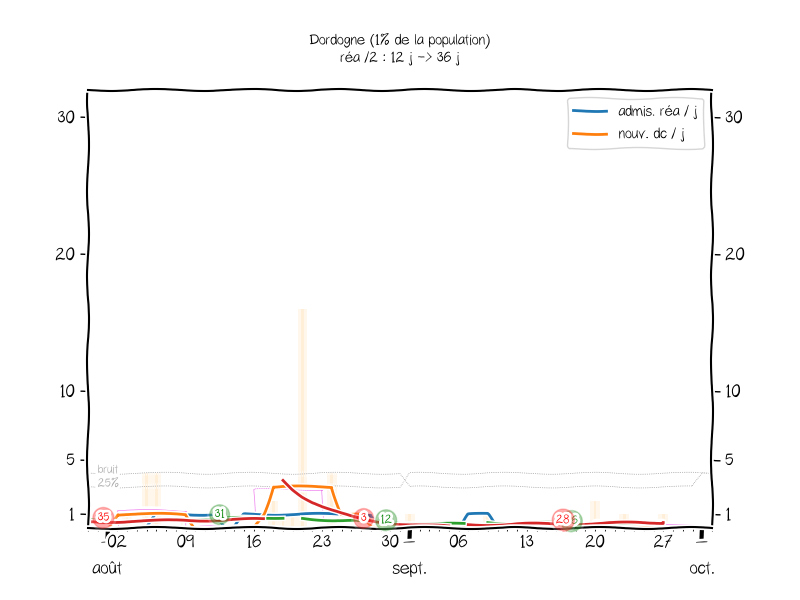 Dordogne (1% de la population)
réa /2 : 12 j -> 36 j
admis. réa / j
nouv. dc / j
30 30
20 20
10 10
5 5
bruit
25%
1 1
35 31 3 12 28
02 09 16 23 30 06 13 20 27
août sept. oct.